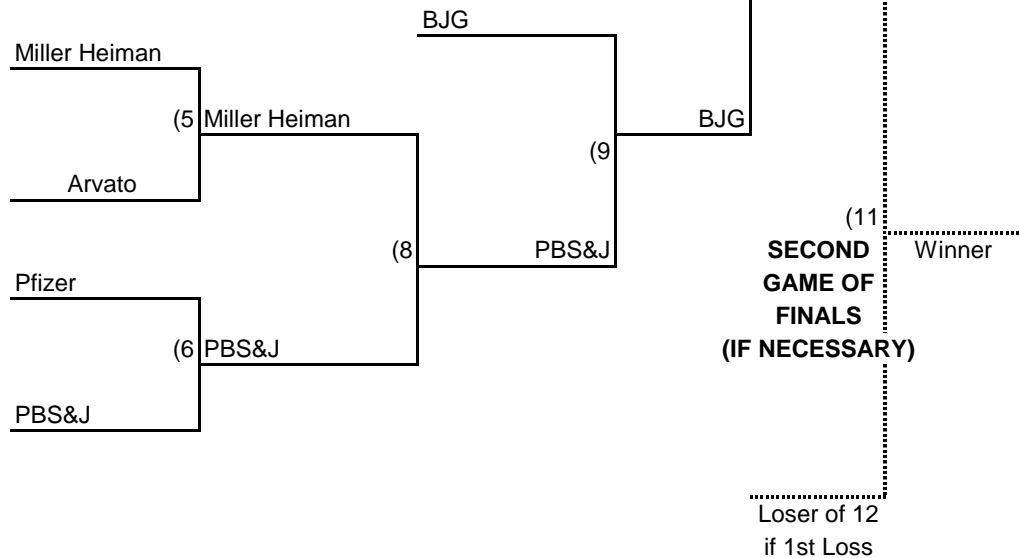 BJG
Miller Heiman
(5 Miller Heiman
BJG
(9
Arvato
(11
(8 PBS&J
SECOND Winner
Pfizer
GAME OF
FINALS
(6 PBS&J
(IF NECESSARY)
PBS&J
Loser of 12
if 1st Loss